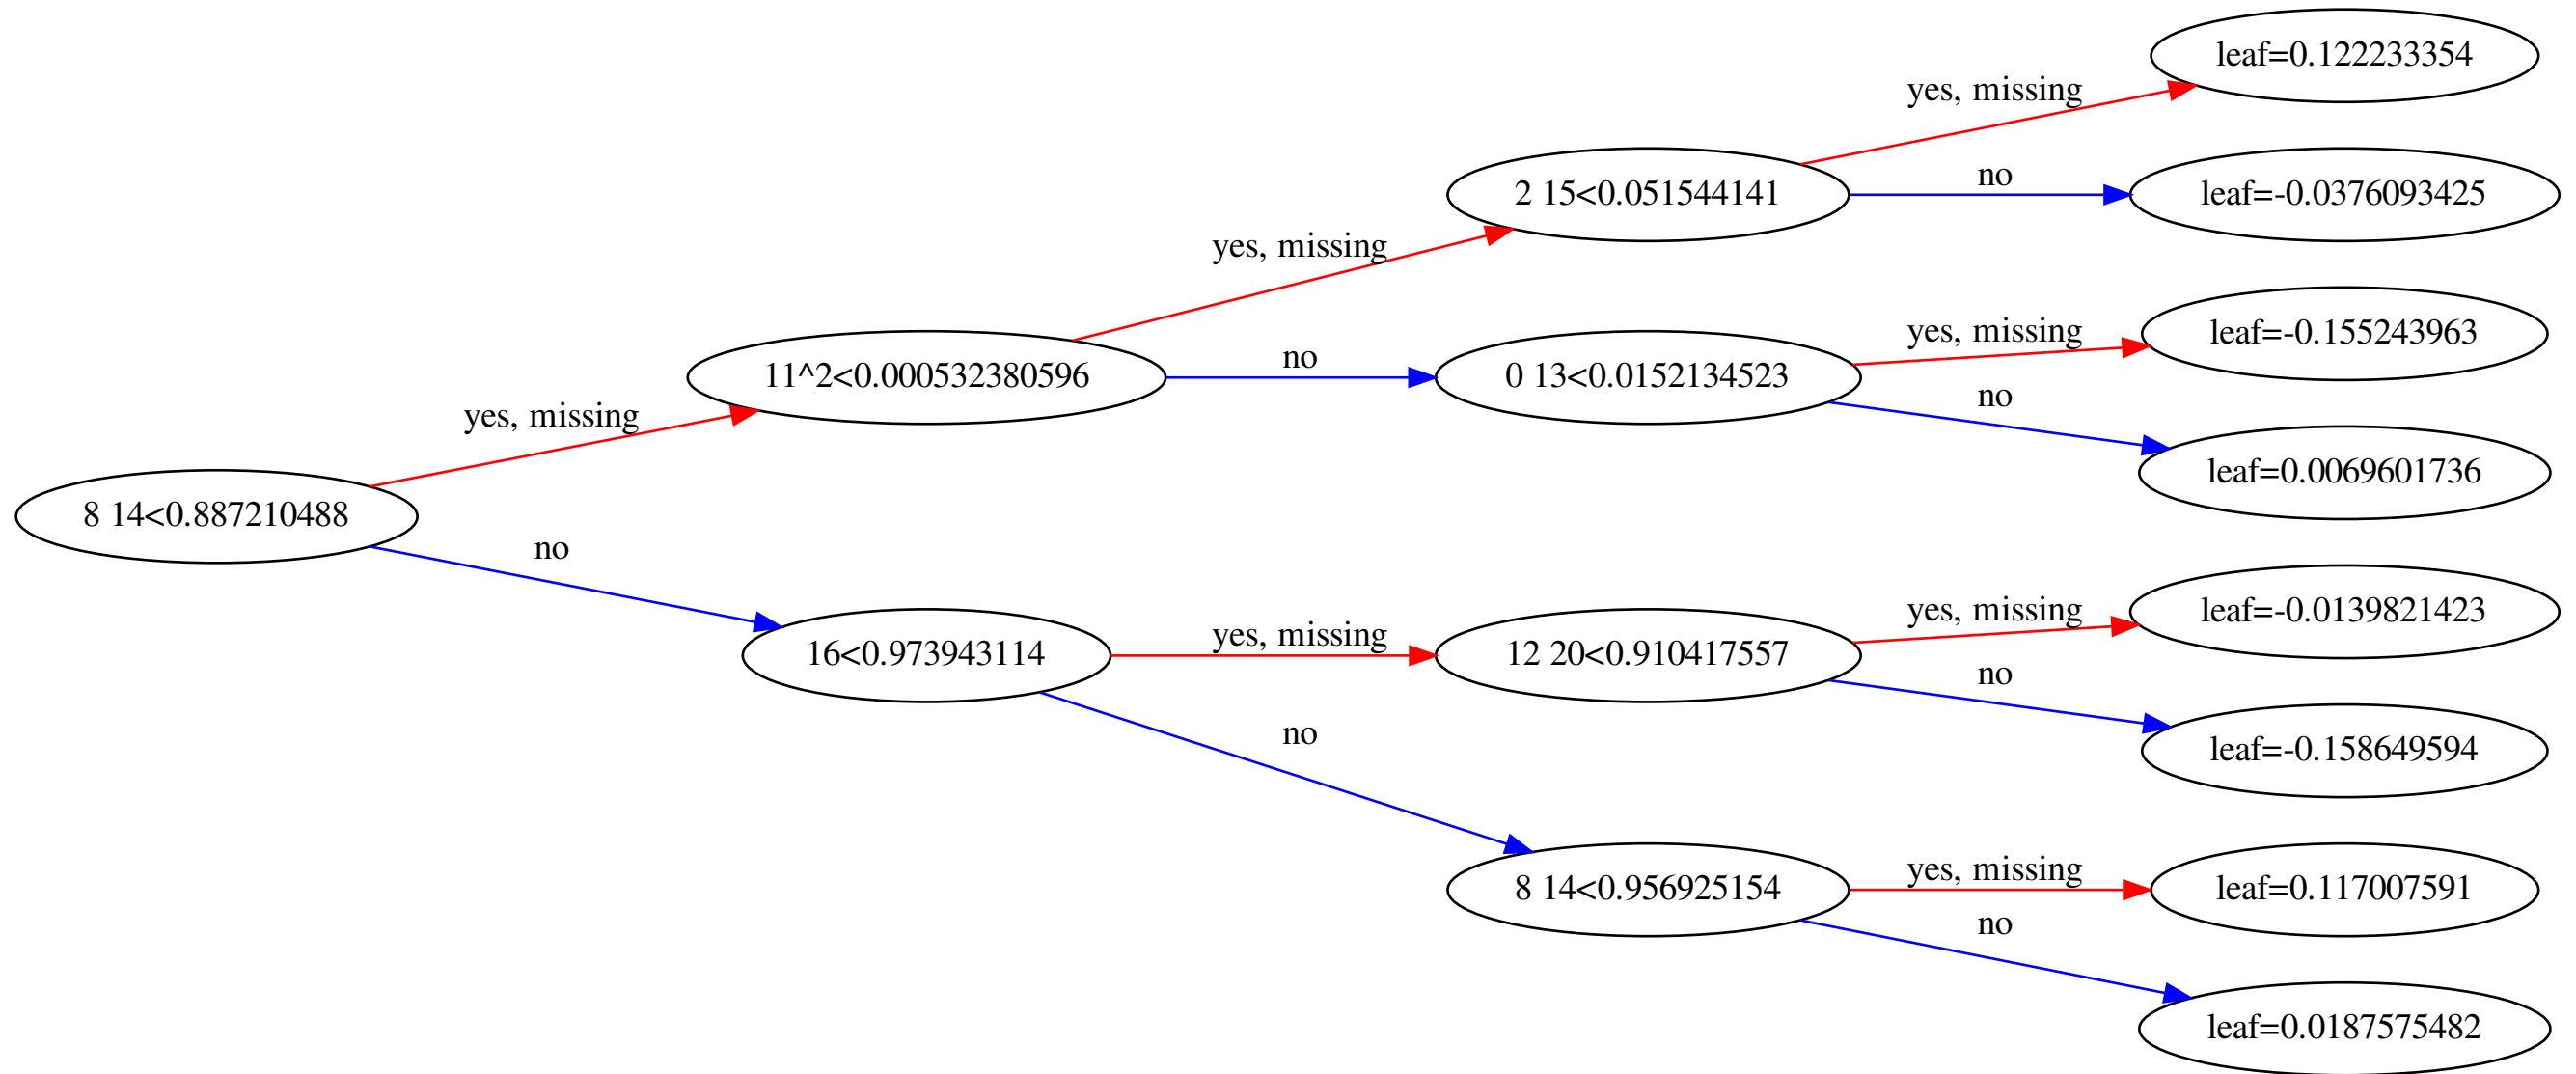 8 14<0.887210488
yes, missing
no
11^2<0.000532380596
16<0.973943114
yes, missing
no
yes, missing
no
2 15<0.051544141
0 13<0.0152134523
12 20<0.910417557
8 14<0.956925154
yes, missing
no
yes, missing
no
yes, missing
no
yes, missing
no
leaf=0.122233354
leaf=-0.0376093425
leaf=-0.155243963
leaf=0.0069601736
leaf=-0.0139821423
leaf=-0.158649594
leaf=0.117007591
leaf=0.0187575482